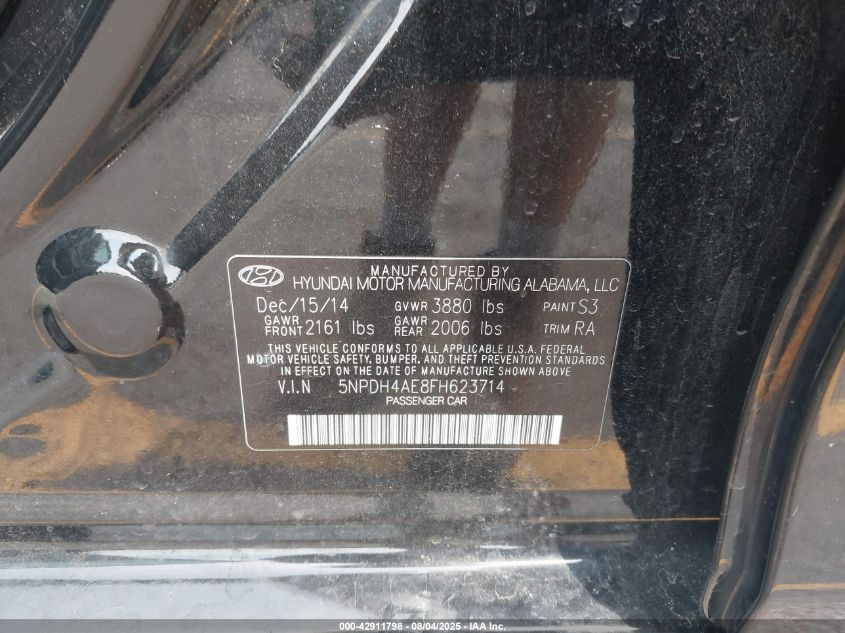 MANUFACTURED BY
HYUNDAI MOTOR MANUFACTURING ALABAMA, LLC
Dec/15/14 GVWR 3880 lbs PAINT S3
GAWR FRONT 2161 lbs GAWR REAR 2006 lbs TRIM RA
THIS VEHICLE CONFORMS TO ALL APPLICABLE U.S.A. FEDERAL
MOTOR VEHICLE SAFETY, BUMPER, AND THEFT PREVENTION STANDARDS
IN EFFECT ON THE DATE OF MANUFACTURE SHOWN ABOVE.
V.I.N 5NPDH4AE8FH623714
PASSENGER CAR
000-42911798 - 08/04/2025 - IAA Inc.